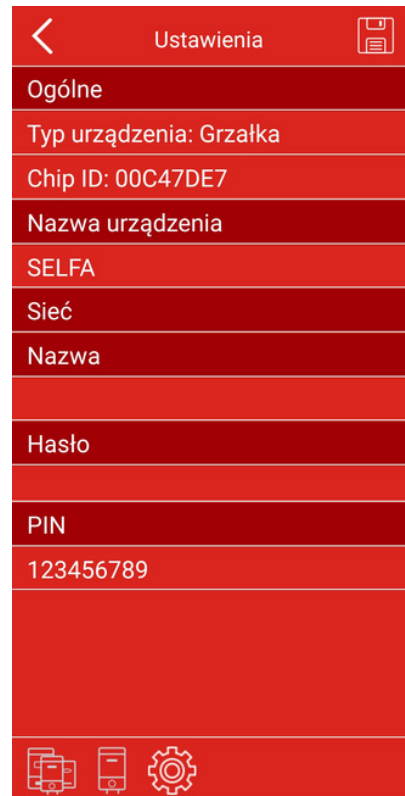 Ustawienia
Ogólne
Typ urządzenia: Grzałka
Chip ID: 00C47DE7
Nazwa urządzenia
SELFA
Sieć
Nazwa
Hasło
PIN
123456789